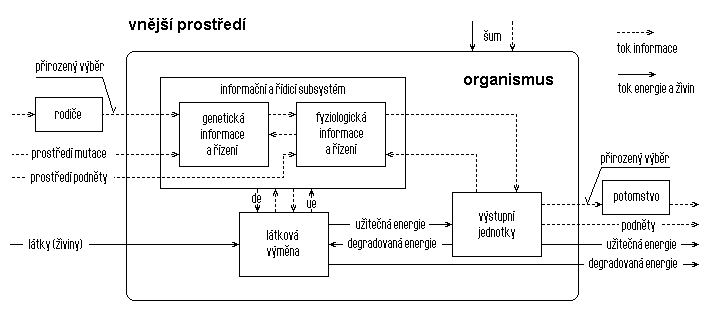 vnější prostředí
šum
tok informace
tok energie a živin
přirozený výběr
organismus
informační a řídicí subsystém
rodiče
genetická
informace
a řízení
fyziologická
informace
a řízení
prostředí mutace
prostředí podněty
přirozený výběr
potomstvo
de
ue
látková
výměna
užitečná energie
degradovaná energie
výstupní
jednotky
podněty
látky (živiny)
užitečná energie
degradovaná energie